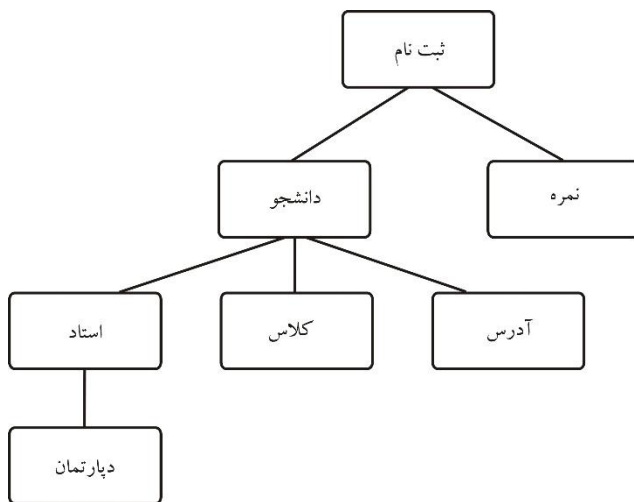 ثبت نام
دانشجو
نمره
استاد
کلاس
آدرس
دپارتمان